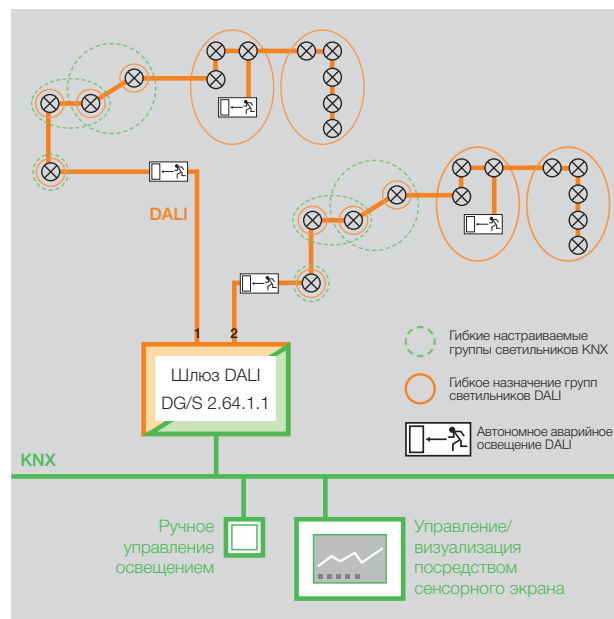 DALI
1
2
Шлюз DALI
DG/S 2.64.1.1
Гибкие настраиваемые
группы светильников KNX
Гибкое назначение групп
светильников DALI
Автономное аварийное
освещение DALI
KNX
Ручное
управление
освещением
Управление/
визуализация
посредством
сенсорного экрана